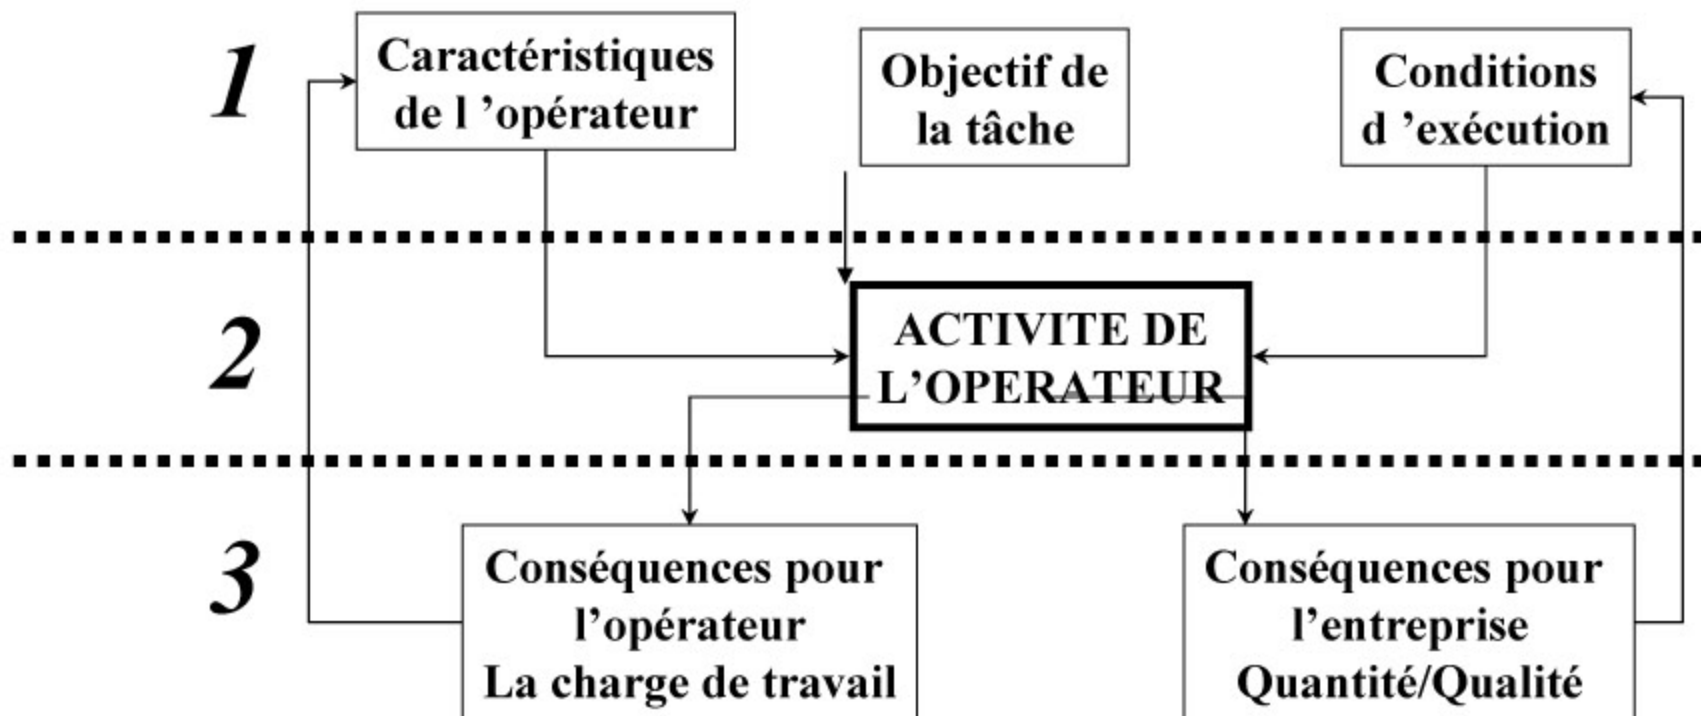 1
Caractéristiques
de l ’opérateur
Objectif de
la tâche
Conditions
d ’exécution
2
ACTIVITE DE
L’OPERATEUR
3
Conséquences pour
l’opérateur
La charge de travail
Conséquences pour
l’entreprise
Quantité/Qualité